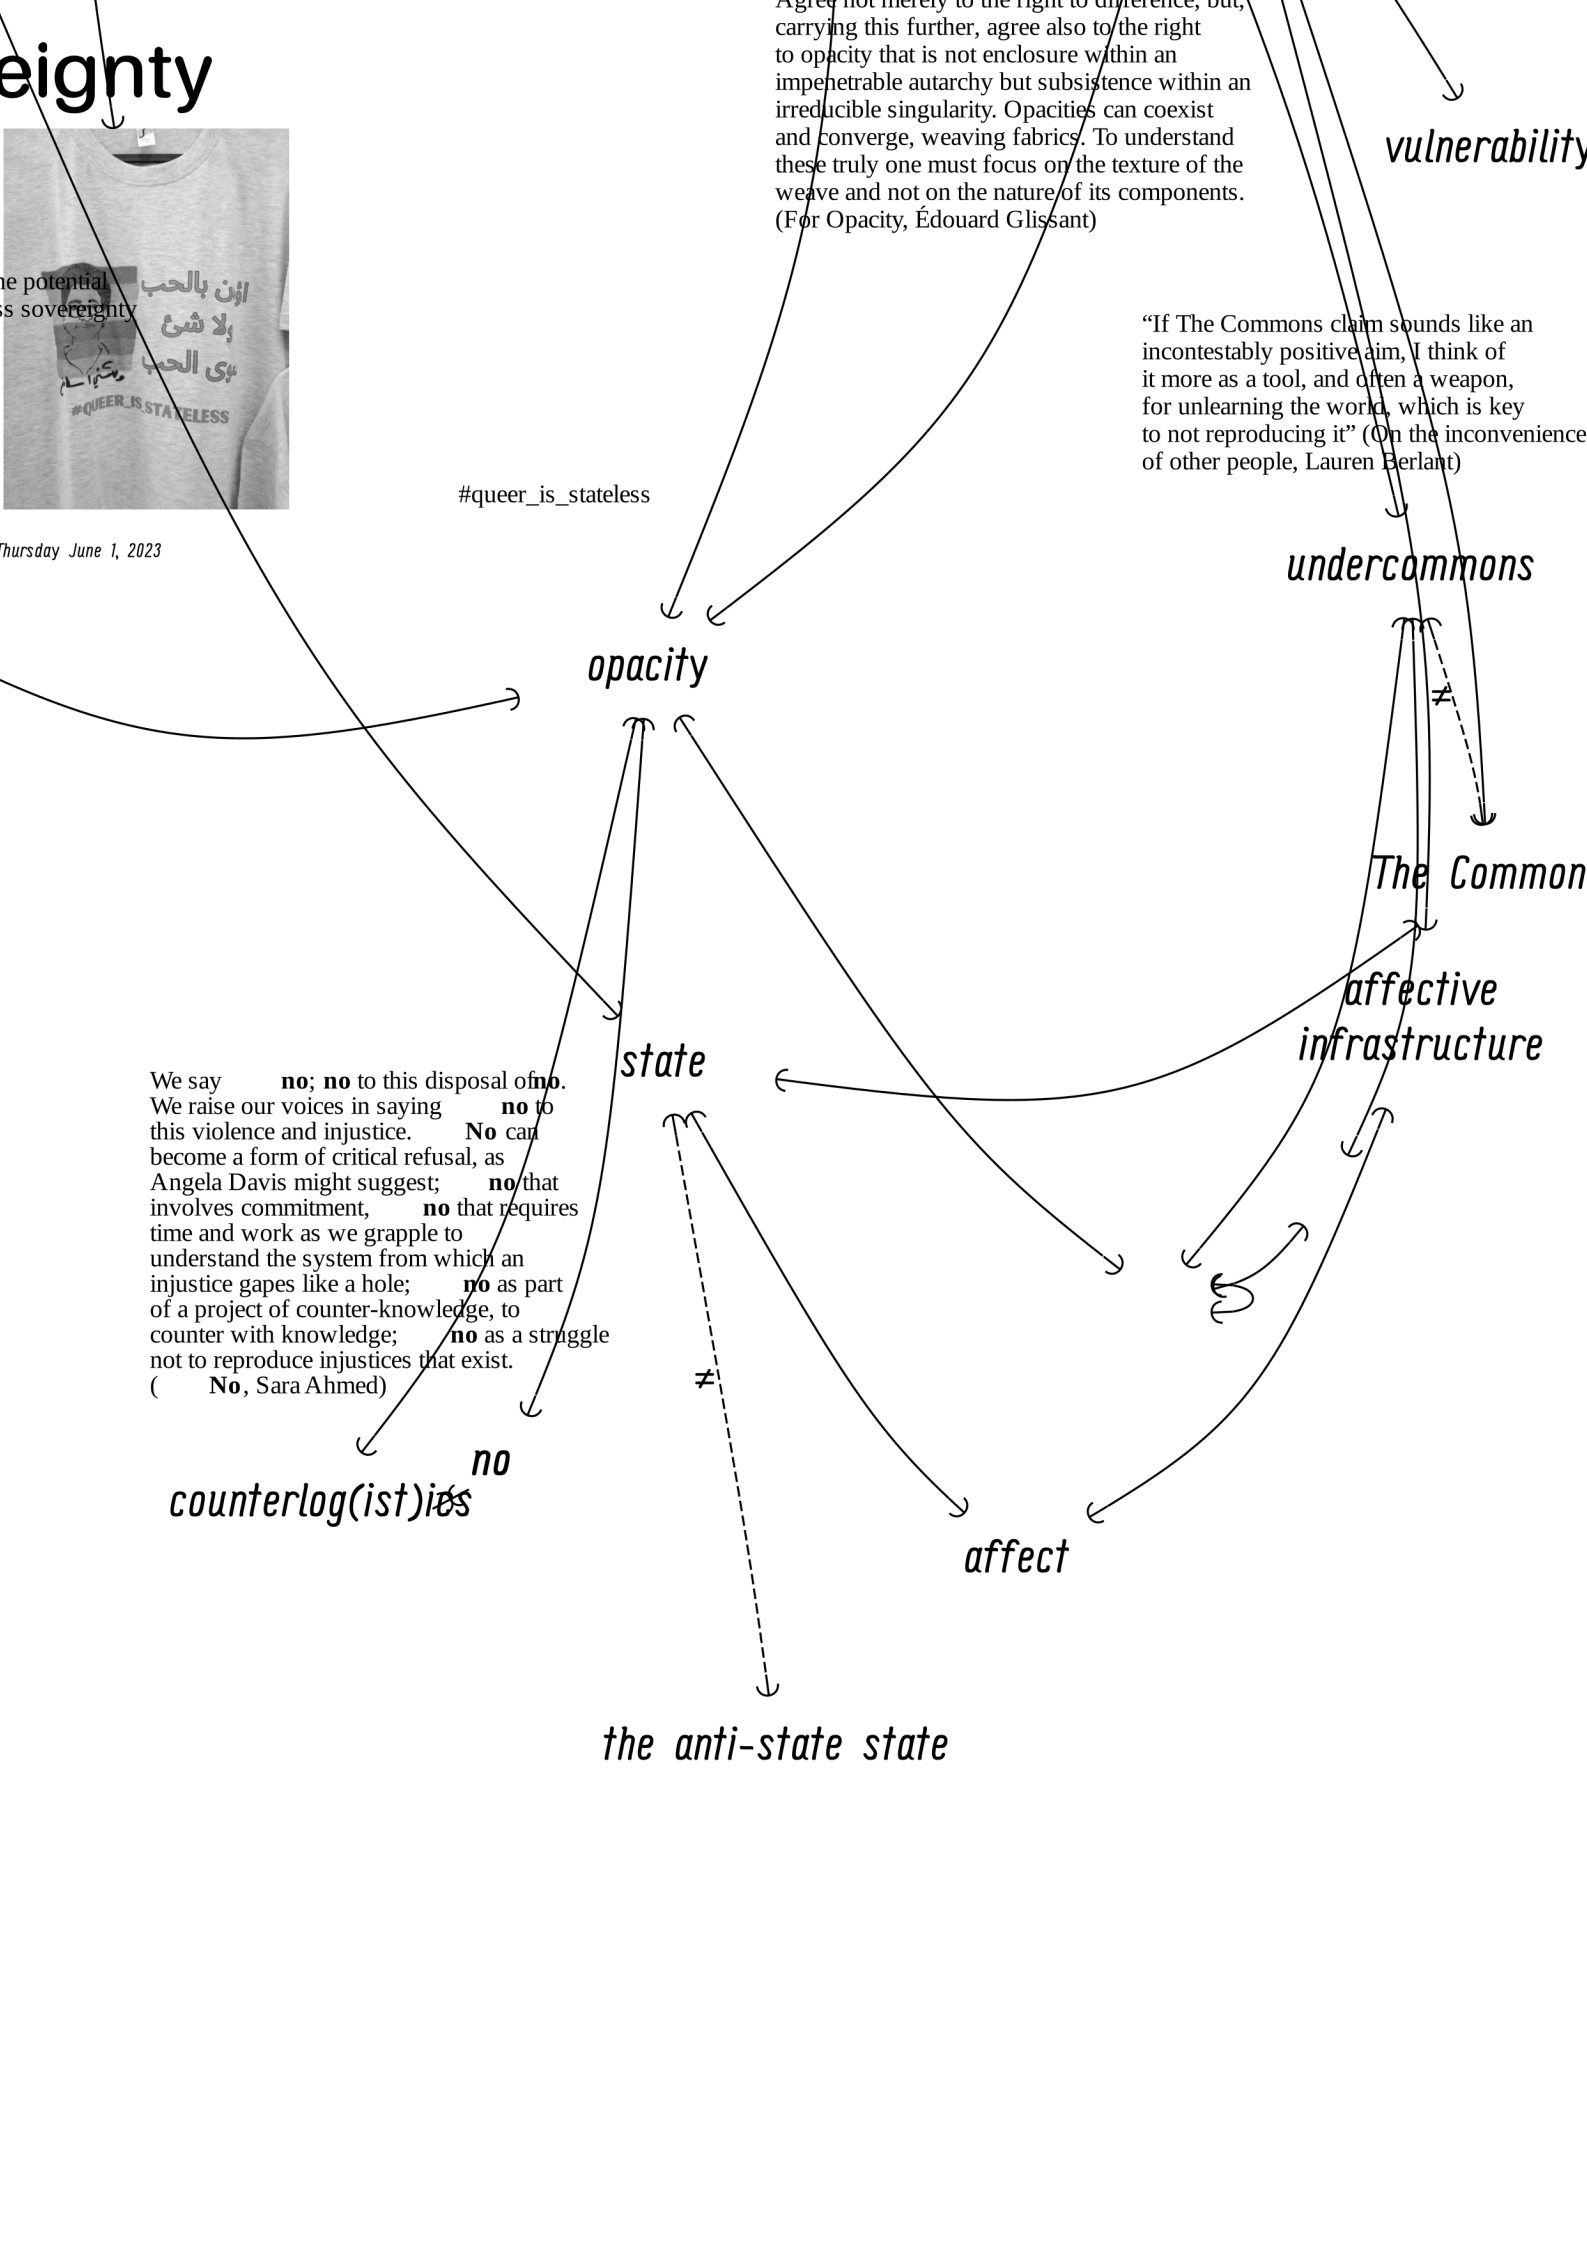 eignty
Agree not merely to the right to difference, but,
carrying this further, agree also to the right
to opacity that is not enclosure within an
impenetrable autarchy but subsistence within an
irreducible singularity. Opacities can coexist
and converge, weaving fabrics. To understand
these truly one must focus on the texture of the
weave and not on the nature of its components.
(For Opacity, Édouard Glissant)
vulnerability
he potential
ss sovereignty
اؤن بالحب
ولا شئ
سوى الحب
#QUEER_IS_STATELESS
Thursday June 1, 2023
#queer_is_stateless
“If The Commons claim sounds like an
incontestably positive aim, I think of
it more as a tool, and often a weapon,
for unlearning the world, which is key
to not reproducing it” (On the inconvenience
of other people, Lauren Berlant)
undercommons
opacity
≠
The Common
affective
infrastructure
state
We say no; no to this disposal of no.
We raise our voices in saying no to
this violence and injustice. No can
become a form of critical refusal, as
Angela Davis might suggest; no that
involves commitment, no that requires
time and work as we grapple to
understand the system from which an
injustice gapes like a hole; no as part
of a project of counter-knowledge, to
counter with knowledge; no as a struggle
not to reproduce injustices that exist.
( No, Sara Ahmed)
≠
no
counterlog(ist)ics
affect
the anti-state state